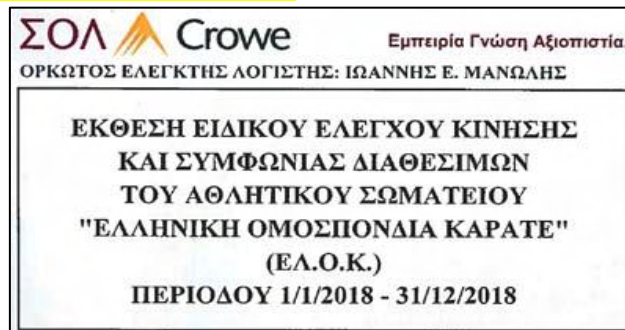 ΣΟΛ Crowe
Εμπειρία Γνώση Αξιοπιστία
ΟΡΚΩΤΟΣ ΕΛΕΓΚΤΗΣ ΛΟΓΙΣΤΗΣ: ΙΩΑΝΝΗΣ Ε. ΜΑΝΩΛΗΣ
ΕΚΘΕΣΗ ΕΙΔΙΚΟΥ ΕΛΕΓΧΟΥ ΚΙΝΗΣΗΣ
ΚΑΙ ΣΥΜΦΩΝΙΑΣ ΔΙΑΘΕΣΙΜΩΝ
ΤΟΥ ΑΘΛΗΤΙΚΟΥ ΣΩΜΑΤΕΙΟΥ
"ΕΛΛΗΝΙΚΗ ΟΜΟΣΠΟΝΔΙΑ ΚΑΡΑΤΕ"
(ΕΛ.Ο.Κ.)
ΠΕΡΙΟΔΟΥ 1/1/2018 - 31/12/2018